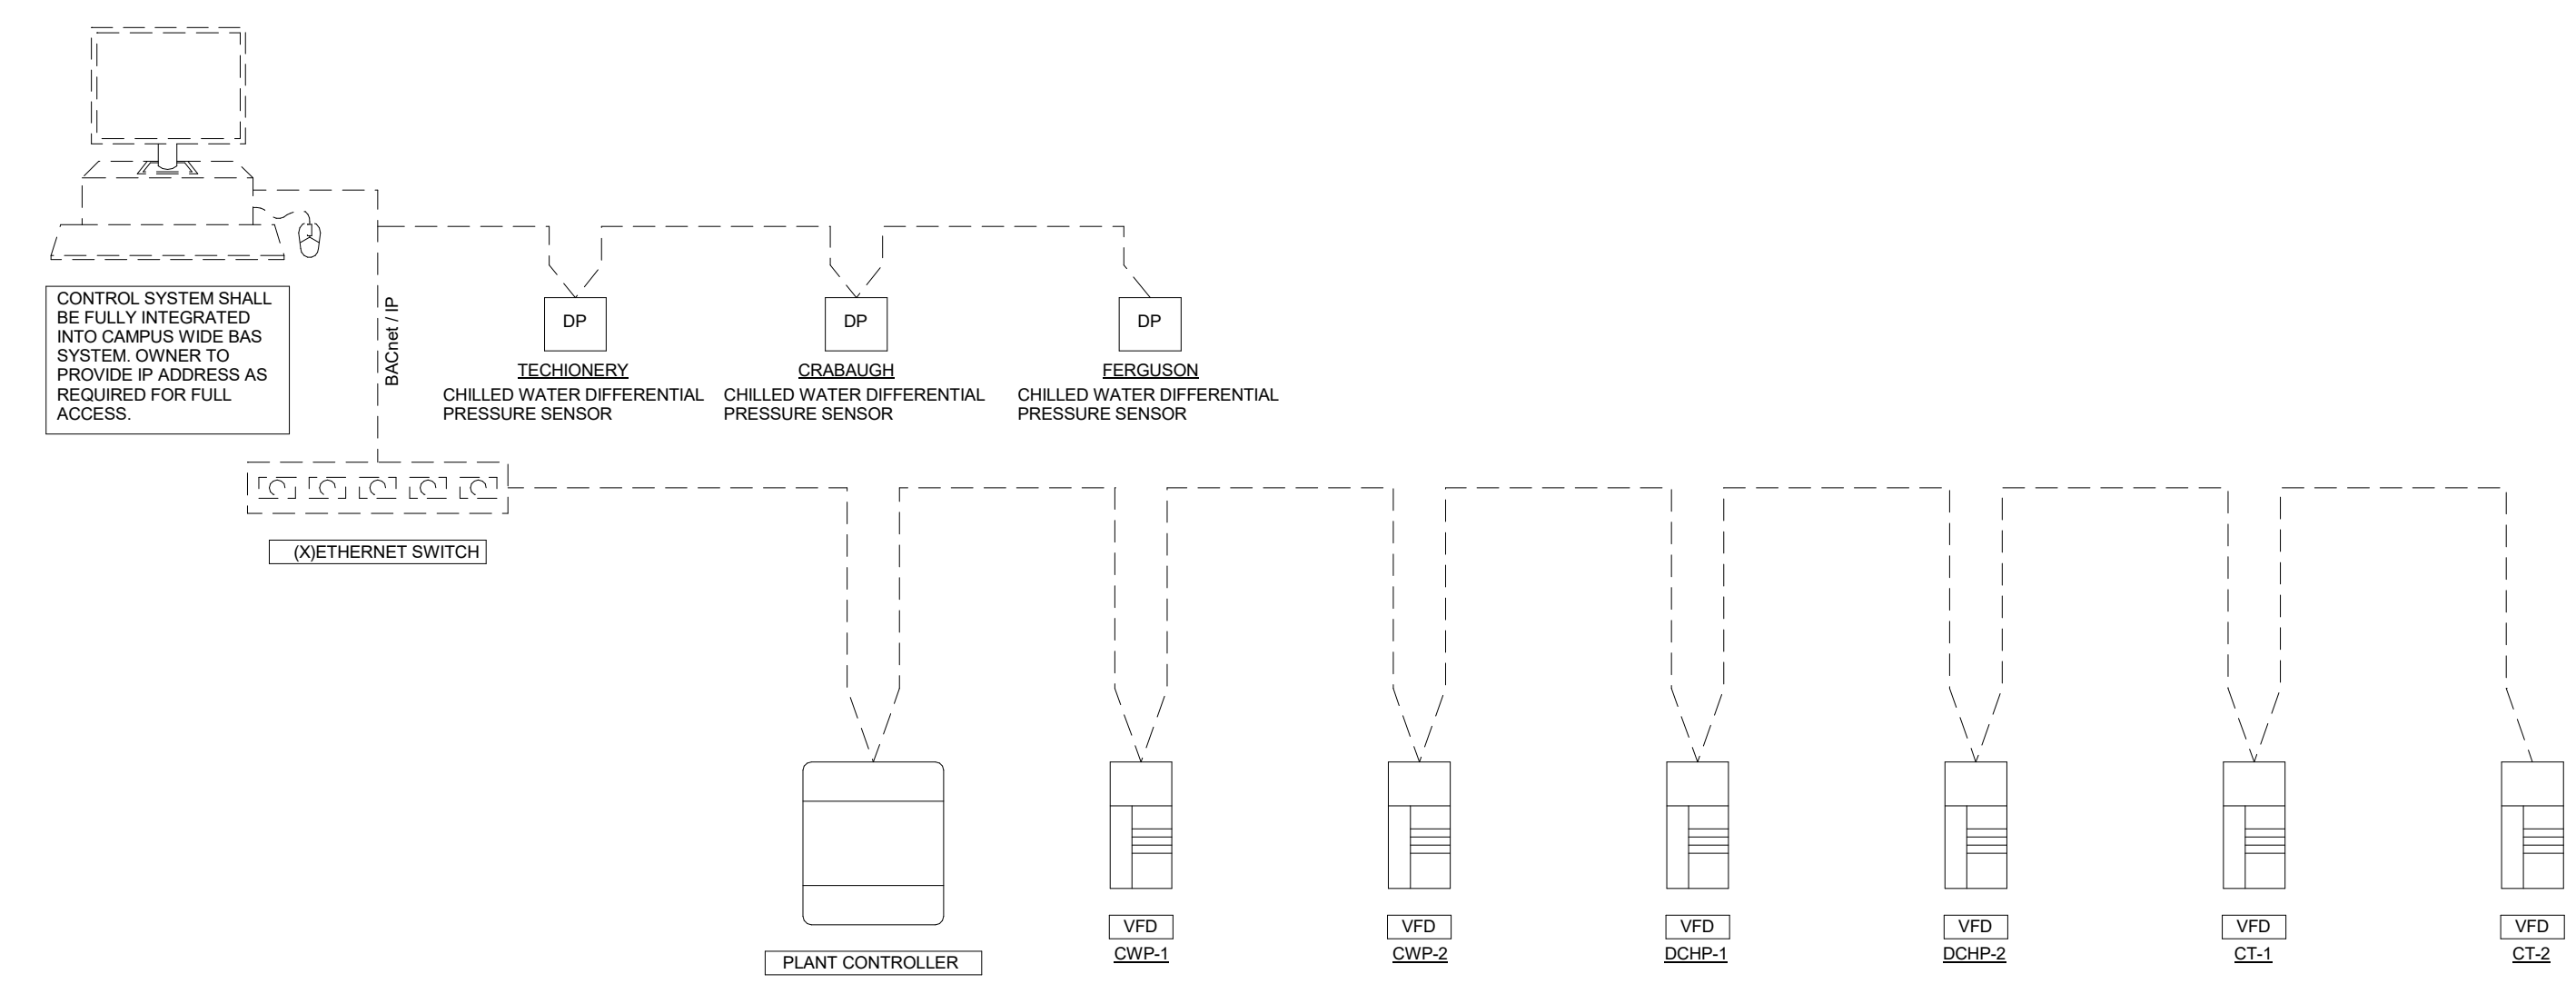 CONTROL SYSTEM SHALL
BE FULLY INTEGRATED
INTO CAMPUS WIDE BAS
SYSTEM. OWNER TO
PROVIDE IP ADDRESS AS
REQUIRED FOR FULL
ACCESS.
BACnet / IP
DP
TECHIONERY
CHILLED WATER DIFFERENTIAL
PRESSURE SENSOR
DP
CRABAUGH
CHILLED WATER DIFFERENTIAL
PRESSURE SENSOR
DP
FERGUSON
CHILLED WATER DIFFERENTIAL
PRESSURE SENSOR
(X)ETHERNET SWITCH
PLANT CONTROLLER
VFD
CWP-1
VFD
CWP-2
VFD
DCHP-1
VFD
DCHP-2
VFD
CT-1
VFD
CT-2